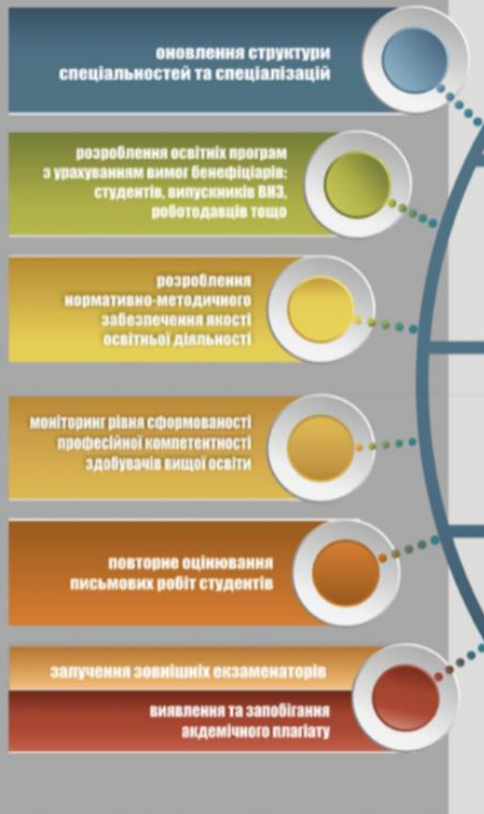 оновлення структури
спеціальностей та спеціалізацій
розроблення освітніх програм
з урахуванням вимог бенефіціарів:
студентів, випускників ВНЗ,
роботодавців тощо
розроблення
нормативно-методичного
забезпечення якості
освітньої діяльності
моніторинг рівня сформованості
професійної компетентності
здобувачів вищої освіти
повторне оцінювання
письмових робіт студентів
залучення зовнішніх екзаменаторів
виявлення та запобігання
акдемічного плагіату